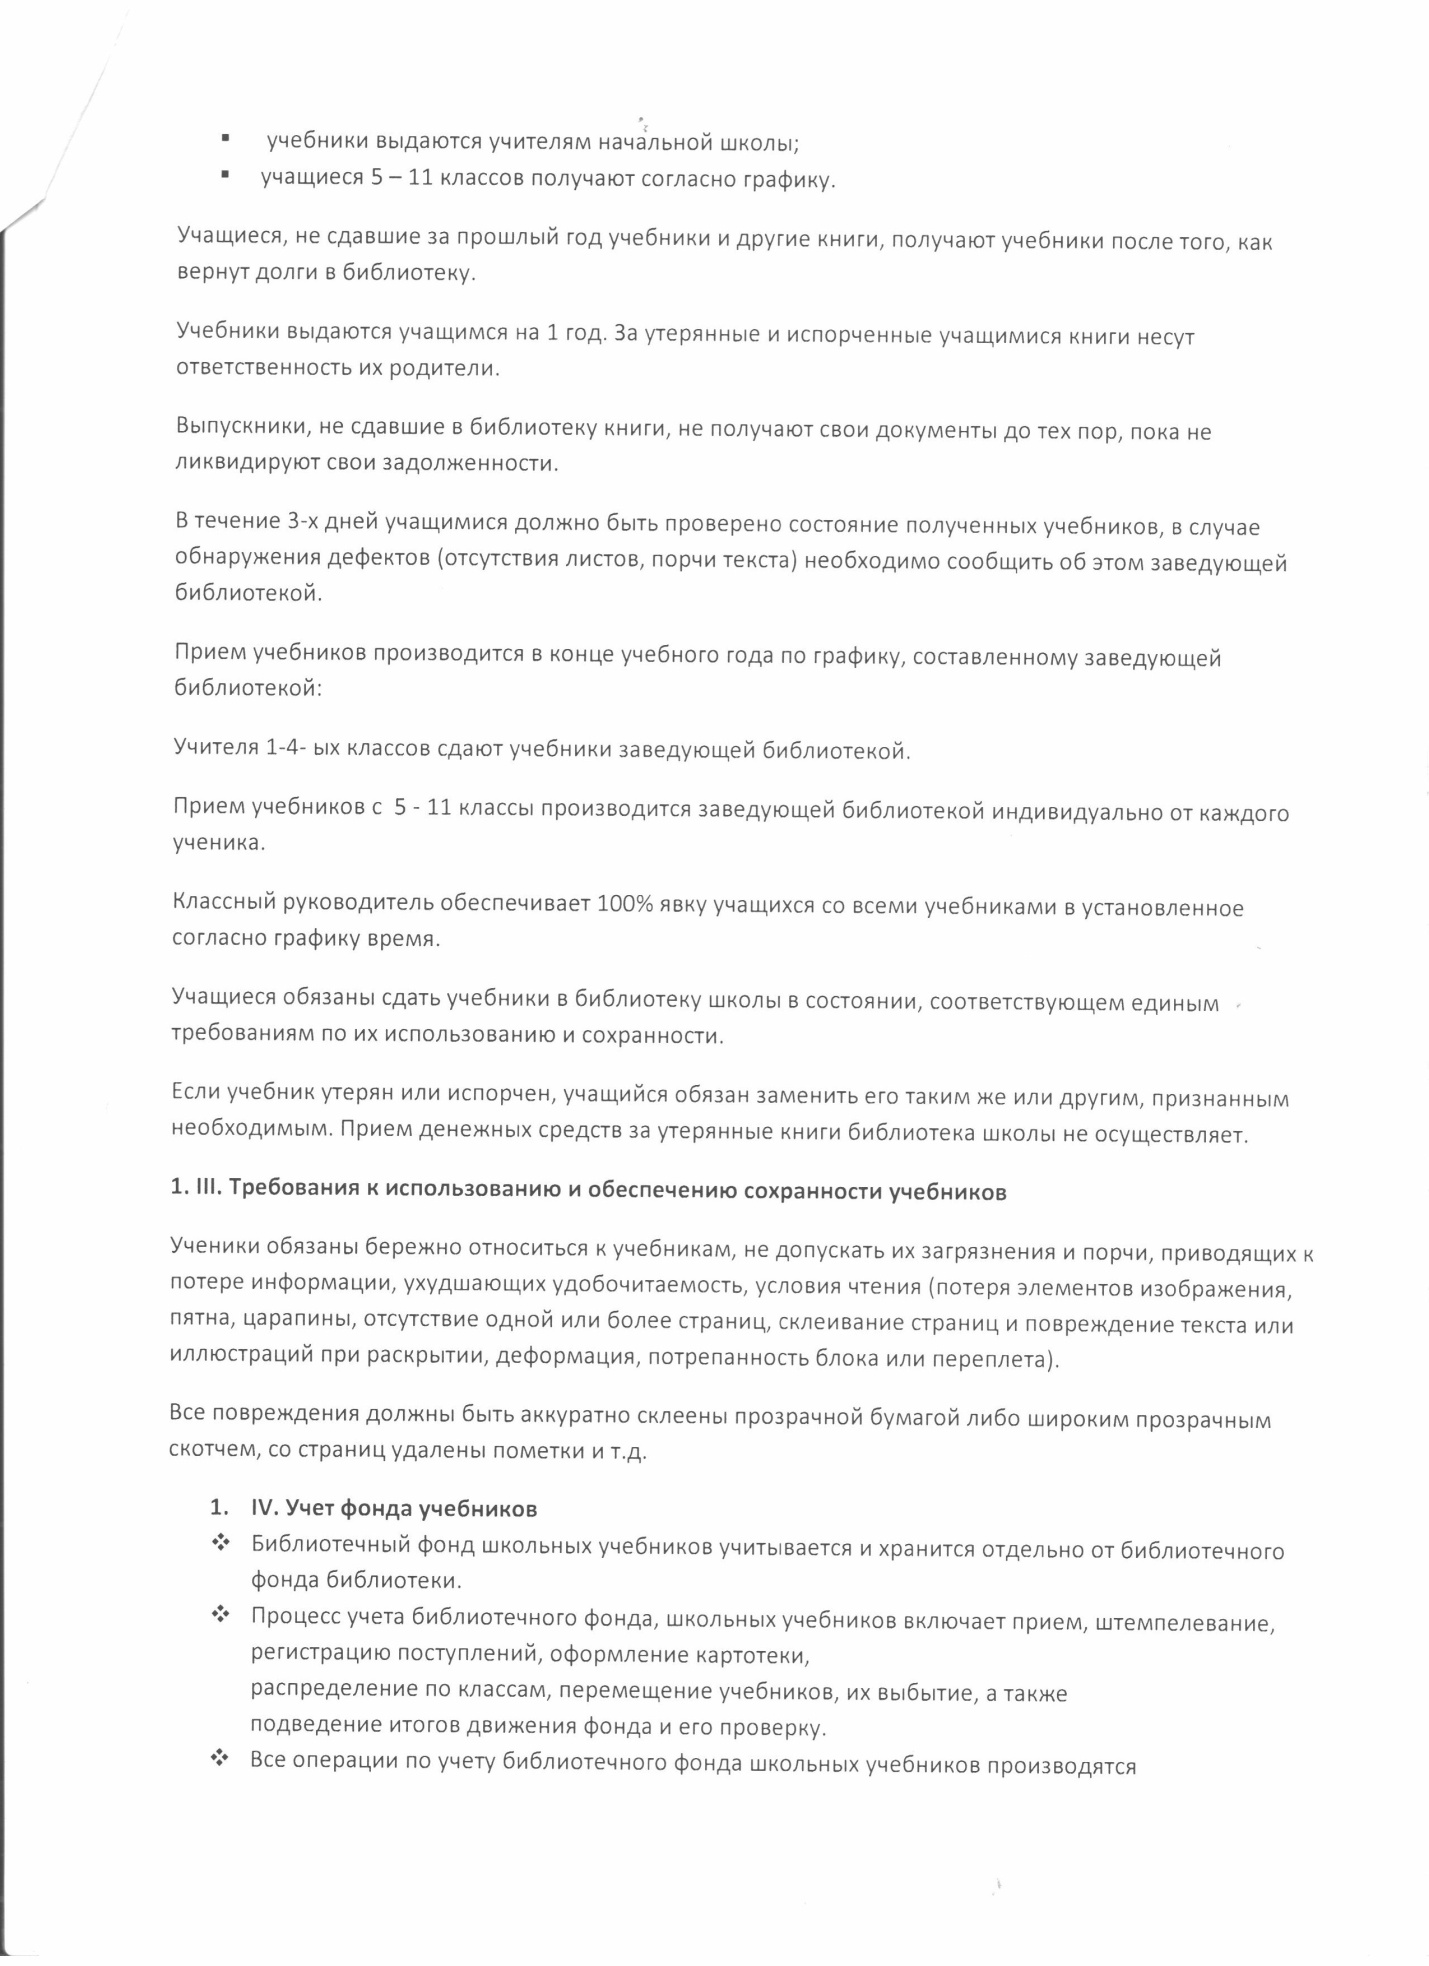 ▪ учебники выдаются учителям начальной школы;
▪ учащиеся 5 – 11 классов получают согласно графику.
Учащиеся, не сдавшие за прошлый год учебники и другие книги, получают учебники после того, как
вернут долги в библиотеку.
Учебники выдаются учащимся на 1 год. За утерянные и испорченные учащимися книги несут
ответственность их родители.
Выпускники, не сдавшие в библиотеку книги, не получают свои документы до тех пор, пока не
ликвидируют свои задолженности.
В течение 3-х дней учащимися должно быть проверено состояние полученных учебников, в случае
обнаружения дефектов (отсутствия листов, порчи текста) необходимо сообщить об этом заведующей
библиотекой.
Прием учебников производится в конце учебного года по графику, составленному заведующей
библиотекой:
Учителя 1-4- ых классов сдают учебники заведующей библиотекой.
Прием учебников с 5 - 11 классы производится заведующей библиотекой индивидуально от каждого
ученика.
Классный руководитель обеспечивает 100% явку учащихся со всеми учебниками в установленное
согласно графику время.
Учащиеся обязаны сдать учебники в библиотеку школы в состоянии, соответствующем единым
требованиям по их использованию и сохранности.
Если учебник утерян или испорчен, учащийся обязан заменить его таким же или другим, признанным
необходимым. Прием денежных средств за утерянные книги библиотека школы не осуществляет.
1. III. Требования к использованию и обеспечению сохранности учебников
Ученики обязаны бережно относиться к учебникам, не допускать их загрязнения и порчи, приводящих к
потере информации, ухудшающих удобочитаемость, условия чтения (потеря элементов изображения,
пятна, царапины, отсутствие одной или более страниц, склеивание страниц и повреждение текста или
иллюстраций при раскрытии, деформация, потрепанность блока или переплета).
Все повреждения должны быть аккуратно склеены прозрачной бумагой либо широким прозрачным
скотчем, со страниц удалены пометки и т.д.
1. IV. Учет фонда учебников
❖ Библиотечный фонд школьных учебников учитывается и хранится отдельно от библиотечного
фонда библиотеки.
❖ Процесс учета библиотечного фонда, школьных учебников включает прием, штемпелевание,
регистрацию поступлений, оформление картотеки,
распределение по классам, перемещение учебников, их выбытие, а также
подведение итогов движения фонда и его проверку.
❖ Все операции по учету библиотечного фонда школьных учебников производятся